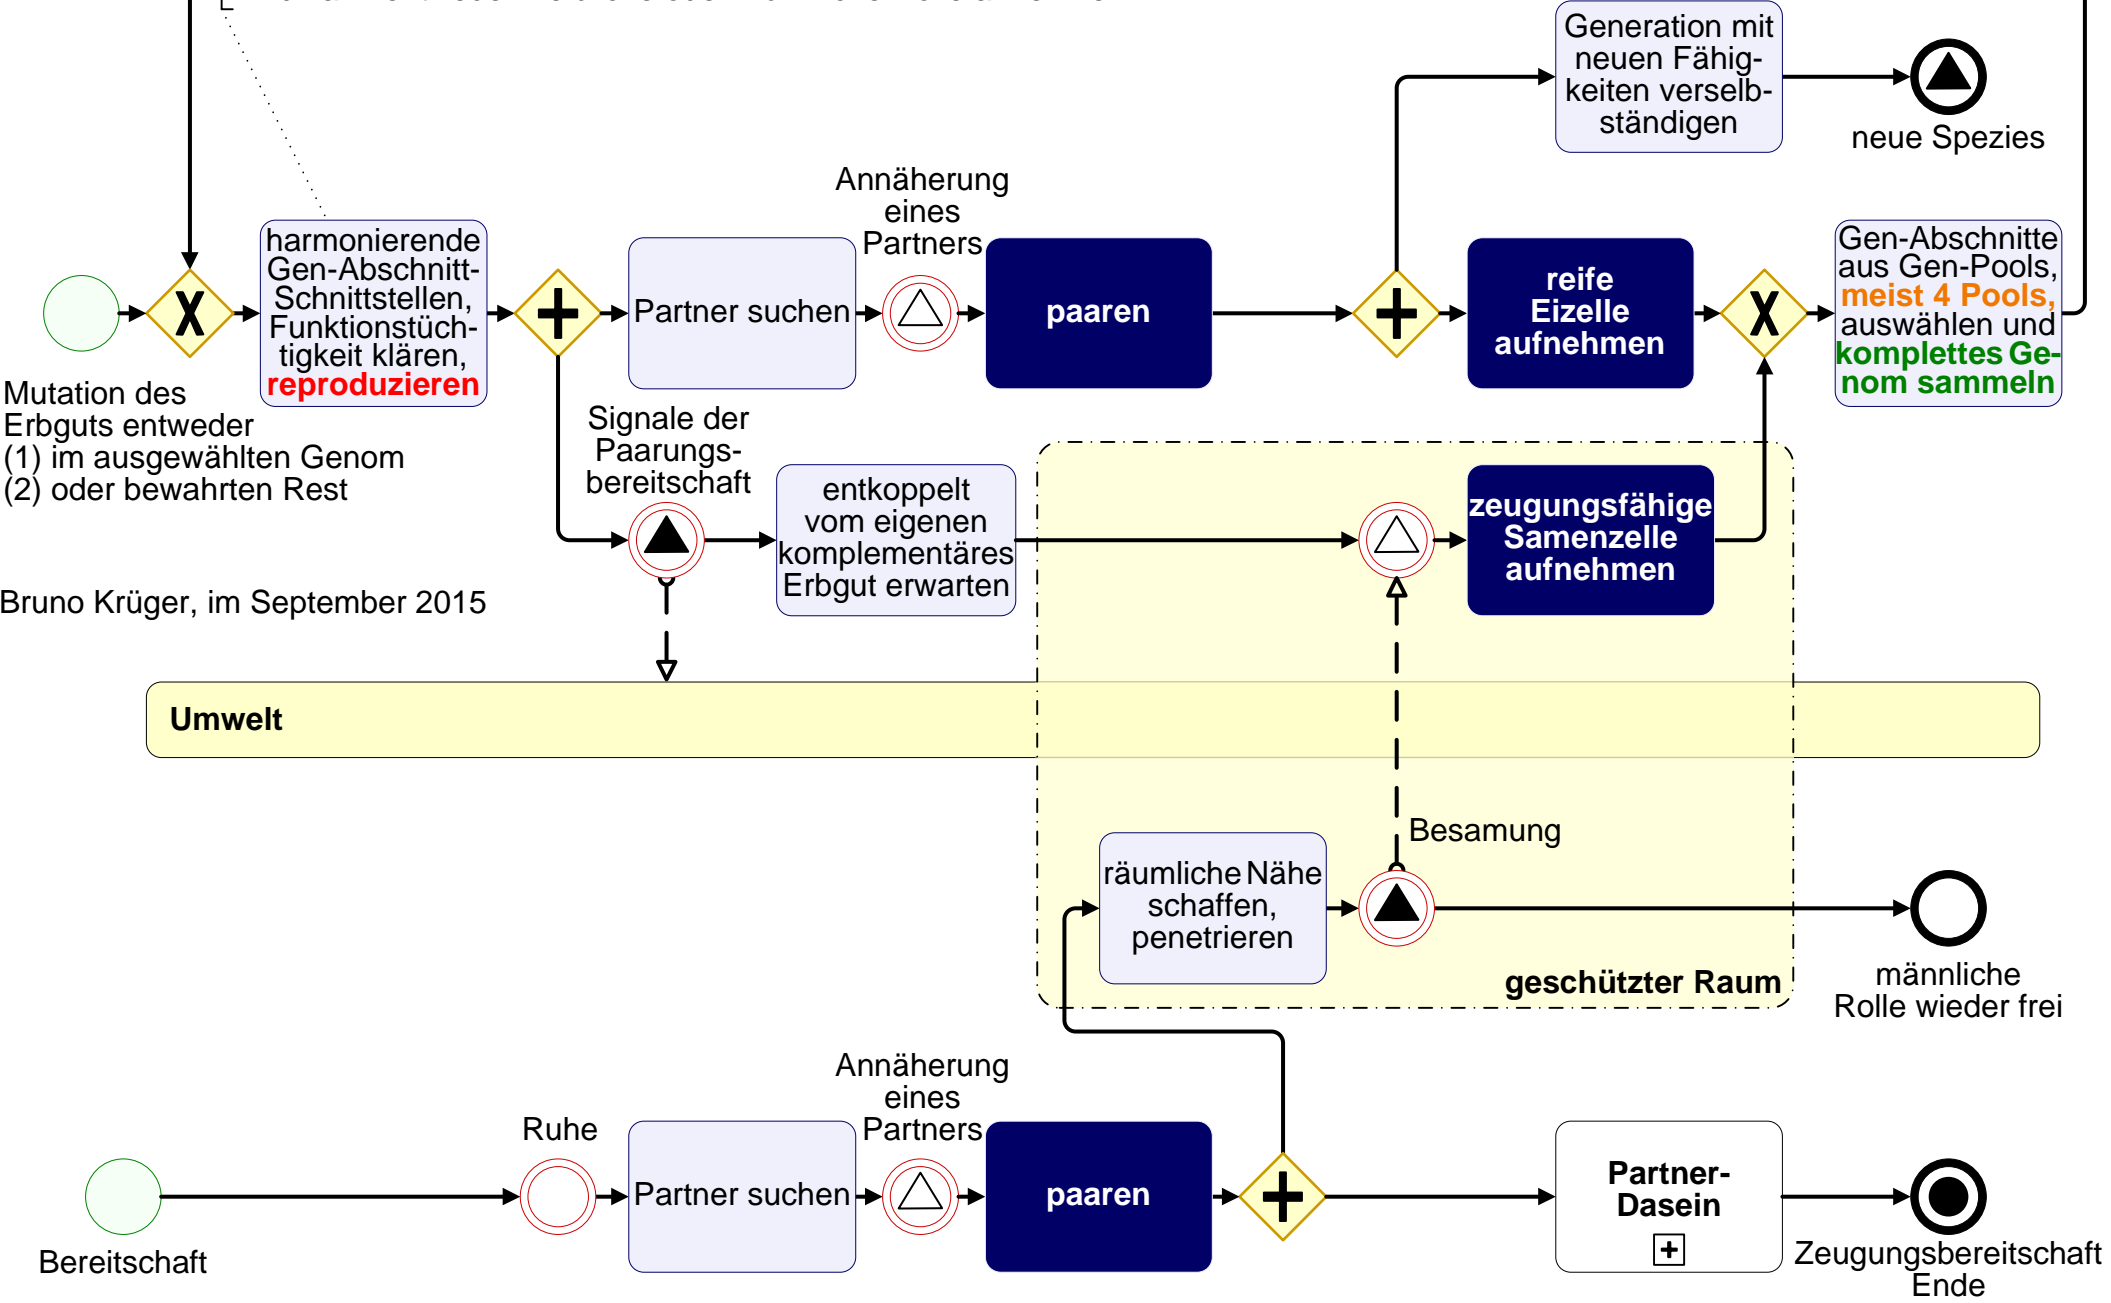 Generation mit
neuen Fähig-
keiten verselb-
ständigen
neue Spezies
Annäherung
eines
Partners
harmonierende
Gen-Abschnitt-
Schnittstellen,
Funktionstüch-
tigkeit klären,
reproduzieren
Partner suchen
paaren
reife
Eizelle
aufnehmen
Gen-Abschnitte
aus Gen-Pools,
meist 4 Pools,
auswählen und
komplettes Ge-
nom sammeln
Mutation des
Erbguts entweder
(1) im ausgewählten Genom
(2) oder bewahrten Rest
Signale der
Paarungs-
bereitschaft
entkoppelt
vom eigenen
komplementäres
Erbgut erwarten
zeugungsfähige
Samenzelle
aufnehmen
Bruno Krüger, im September 2015
Umwelt
Besamung
räumliche Nähe
schaffen,
penetrieren
geschützter Raum
männliche
Rolle wieder frei
Annäherung
eines
Partners
Ruhe
Partner suchen
paaren
Partner-
Dasein
Bereitschaft
Zeugungsbereitschaft
Ende